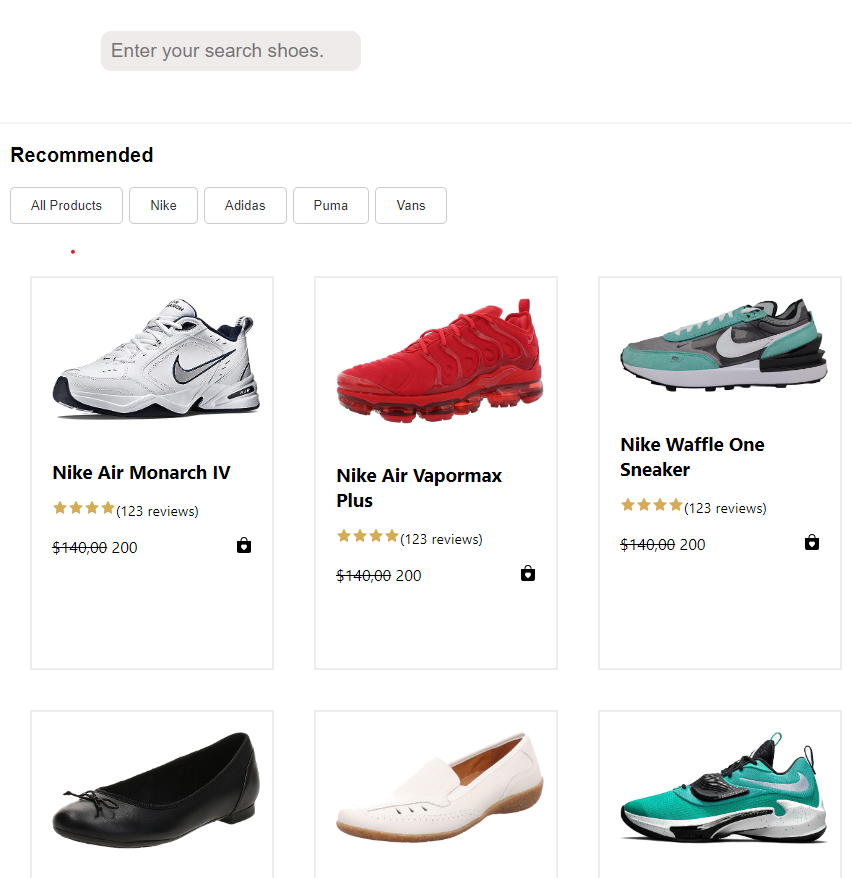 Enter your search shoes.
Recommended
All Products
Nike
Adidas
Puma
Vans
Nike Air Monarch IV
(123 reviews)
$140,00 200
Nike Air Vapormax
Plus
(123 reviews)
$140,00 200
Nike Waffle One
Sneaker
(123 reviews)
$140,00 200